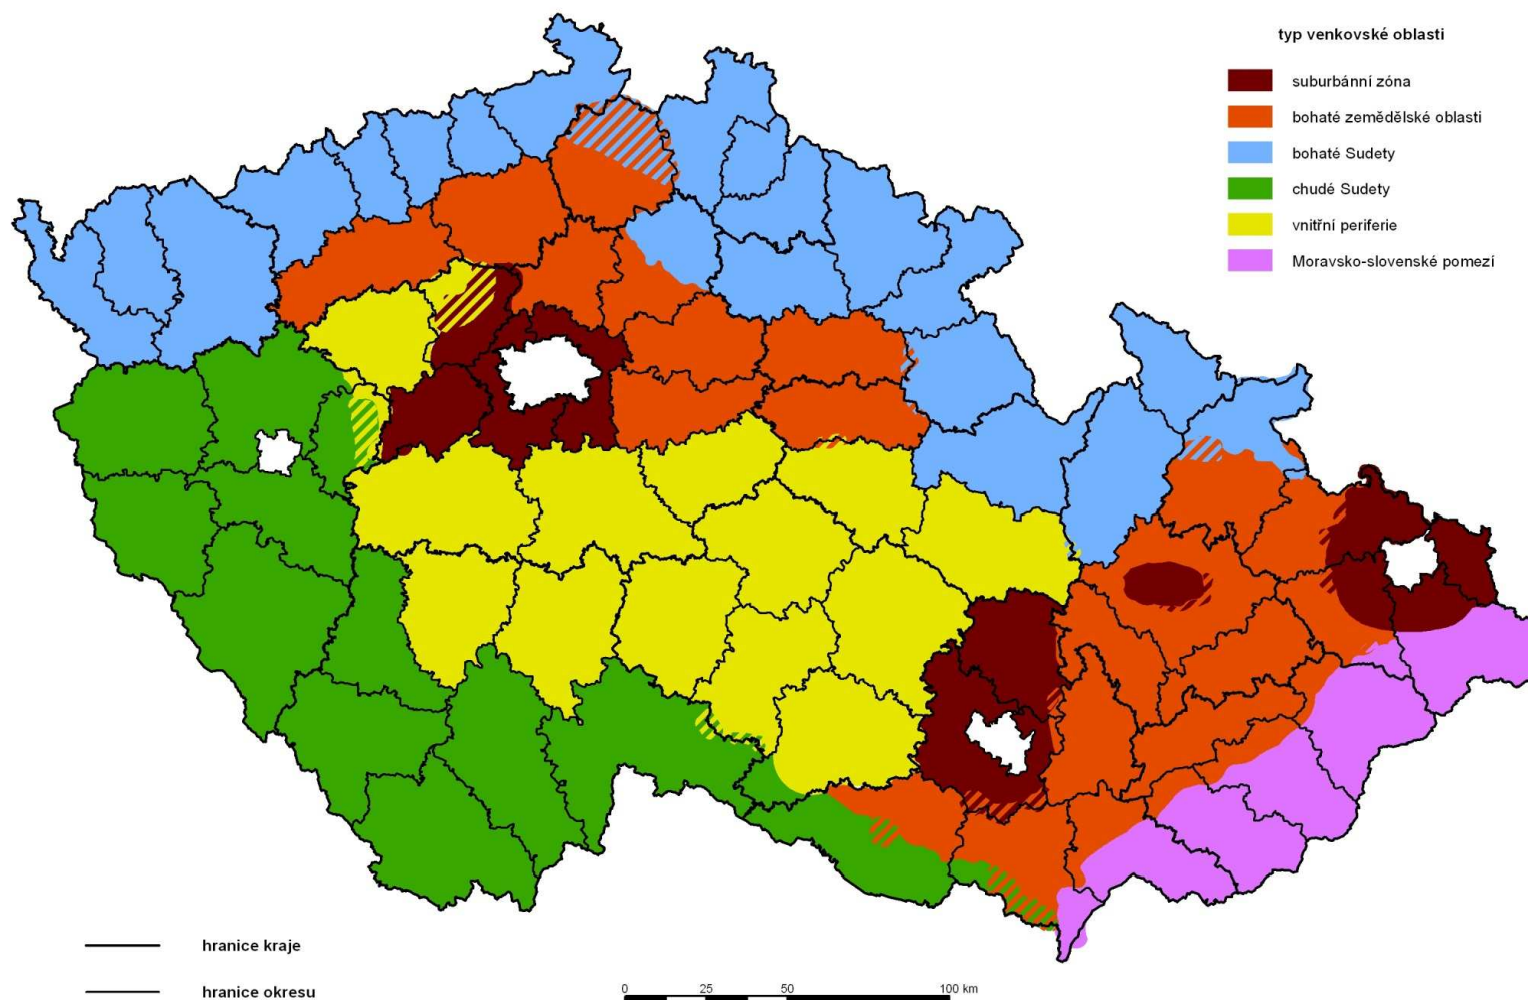 typ venkovské oblasti
suburbánní zóna
bohaté zemědělské oblasti
bohaté Sudety
chudé Sudety
vnitřní periferie
Moravsko-slovenské pomezí
hranice kraje
hranice okresu
0 25 50 100 km